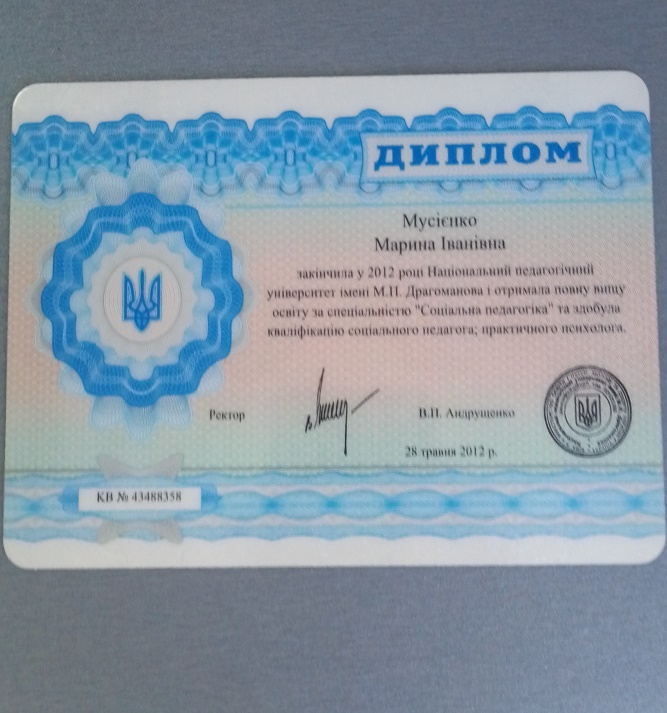 ДИПЛОМ
Мусієнко
Марина Іванівна
закінчила у 2012 році Національний педагогічний
університет імені М.П. Драгоманова і отримала повну вищу
освіту за спеціальністю "Соціальна педагогіка" та здобула
кваліфікацію соціального педагога; практичного психолога.
Ректор
В.П. Андрущенко
28 травня 2012 р.
КВ № 43488358